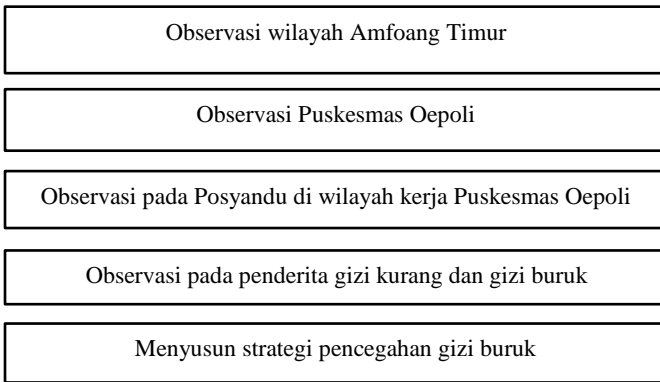 Observasi wilayah Amfoang Timur
Observasi Puskesmas Oepoli
Observasi pada Posyandu di wilayah kerja Puskesmas Oepoli
Observasi pada penderita gizi kurang dan gizi buruk
Menyusun strategi pencegahan gizi buruk